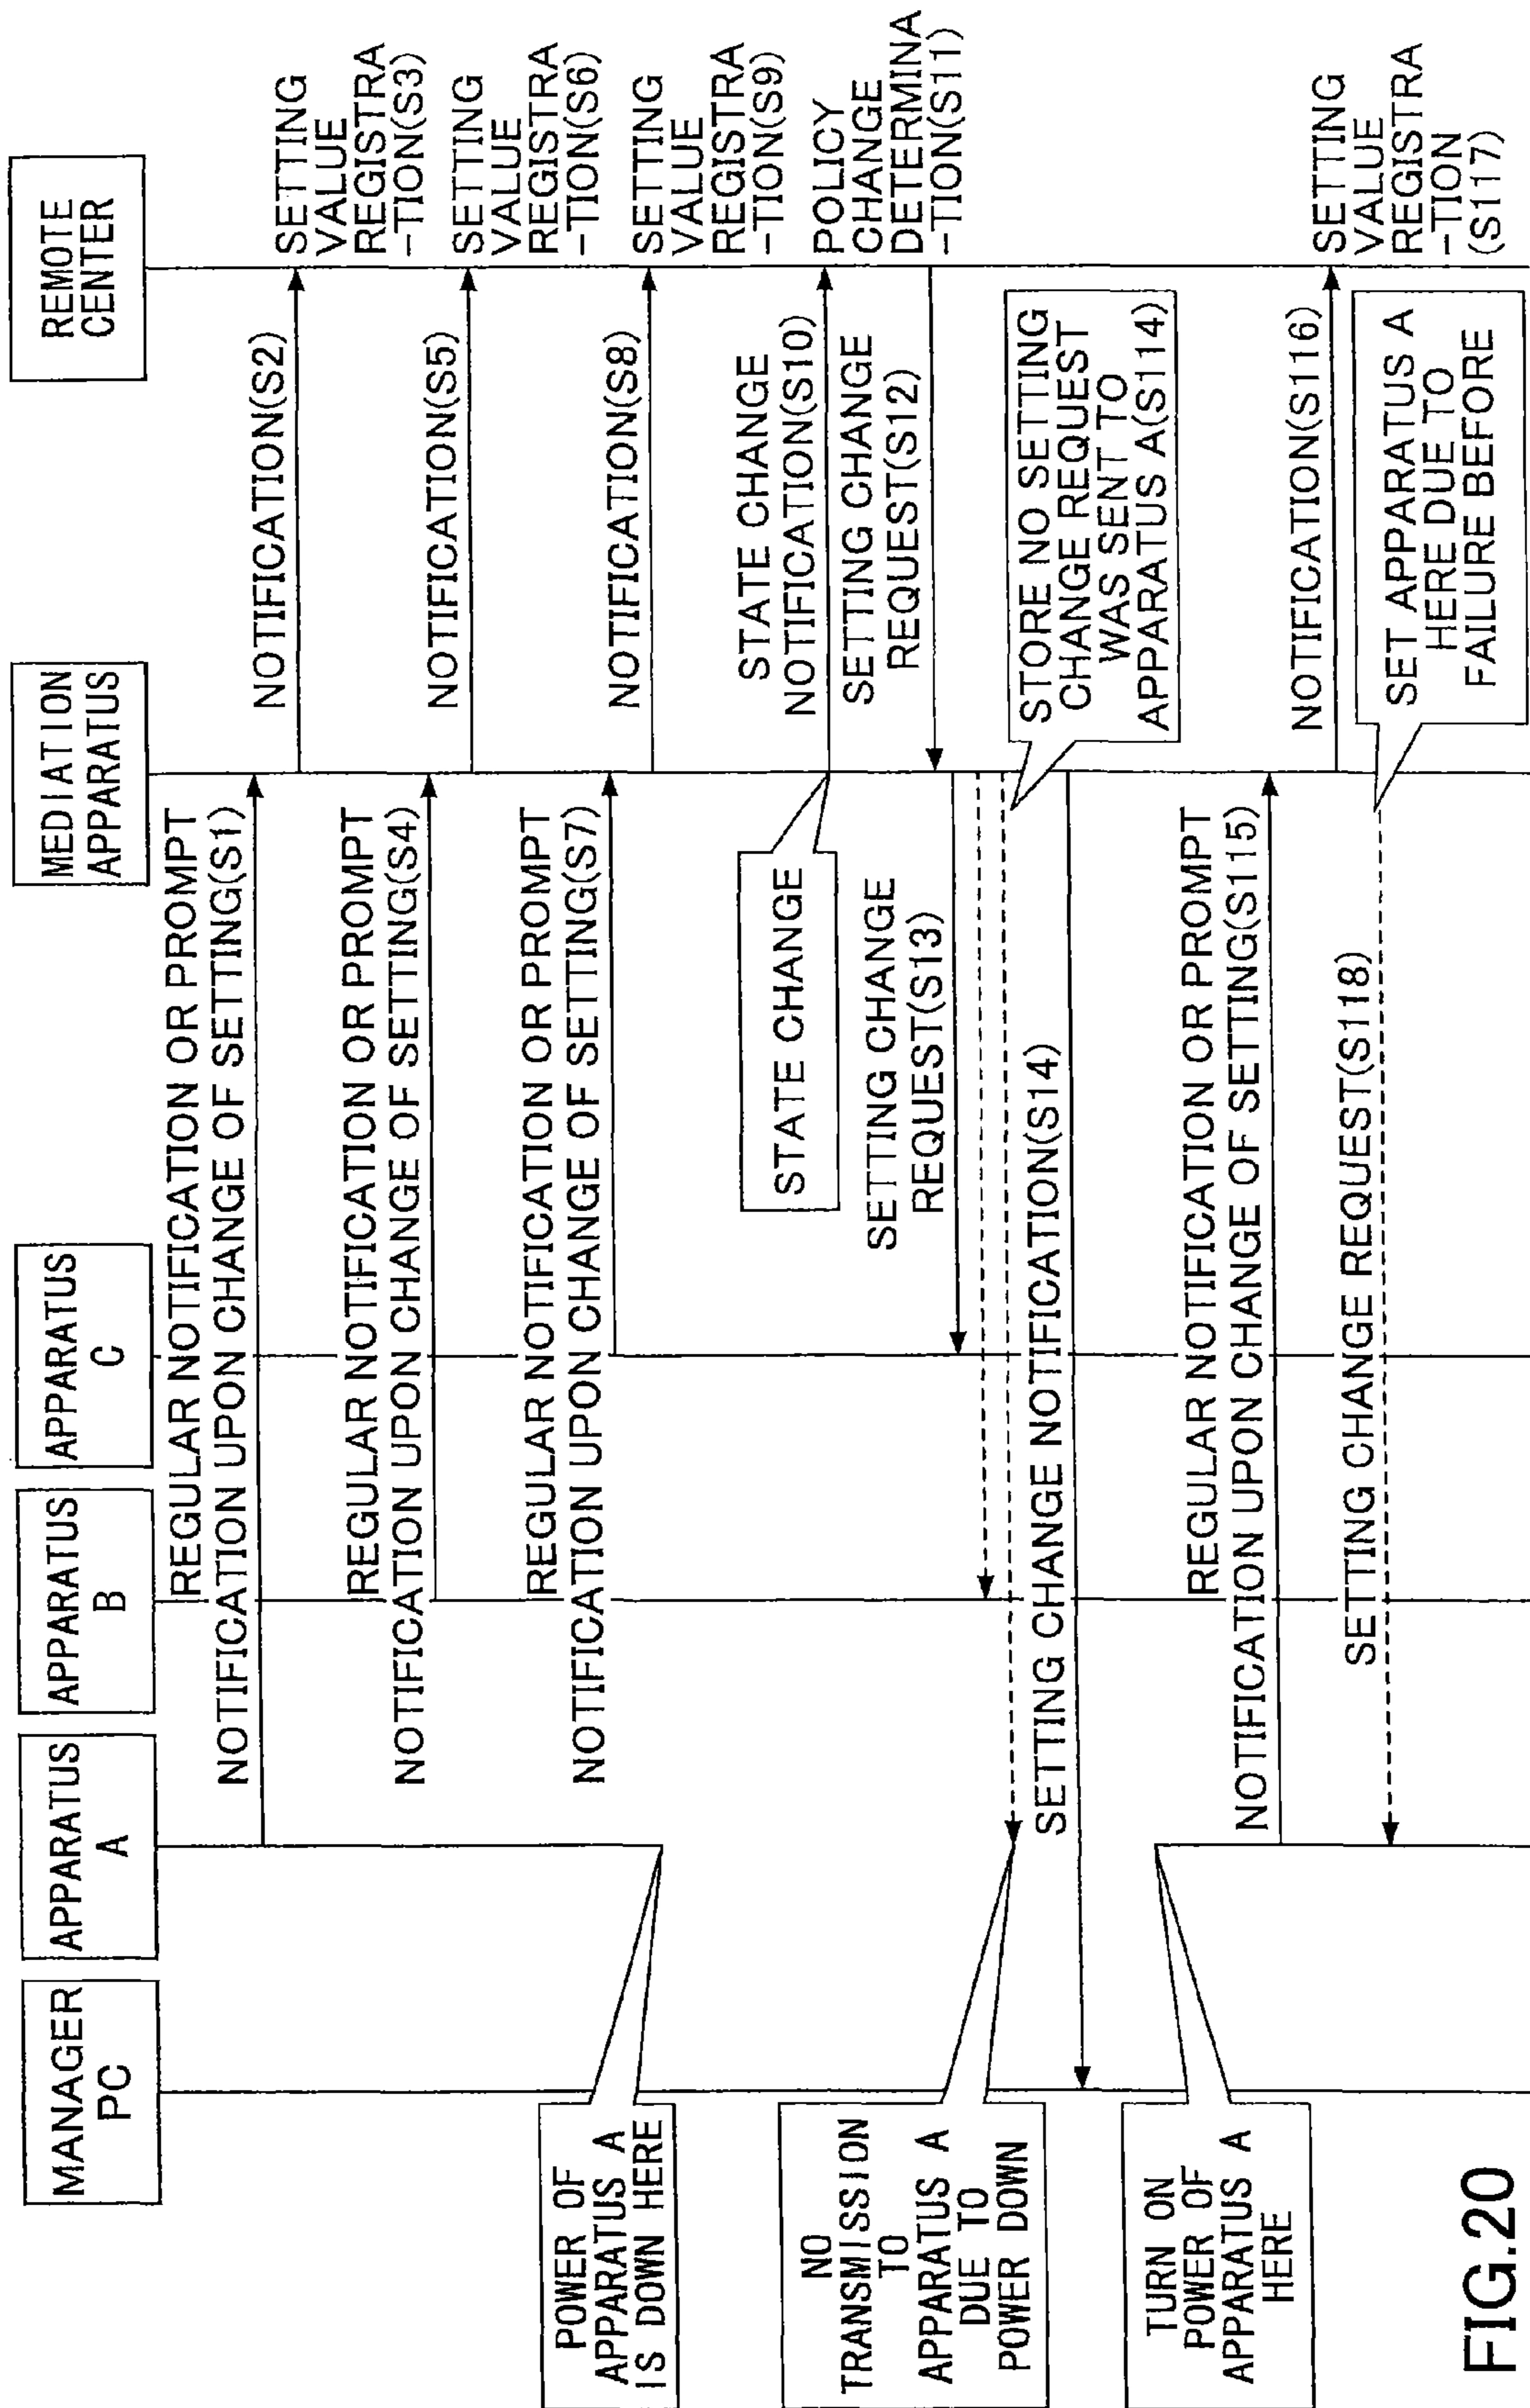 MANAGER
PC
APPARATUS
A
APPARATUS
B
APPARATUS
C
MEDIATION
APPARATUS
REMOTE
CENTER
REGULAR NOTIFICATION OR PROMPT
NOTIFICATION UPON CHANGE OF SETTING(S1)
NOTIFICATION(S2)
SETTING
VALUE
REGISTRA
-TION(S3)
REGULAR NOTIFICATION OR PROMPT
NOTIFICATION UPON CHANGE OF SETTING(S4)
NOTIFICATION(S5)
SETTING
VALUE
REGISTRA
-TION(S6)
REGULAR NOTIFICATION OR PROMPT
NOTIFICATION UPON CHANGE OF SETTING(S7)
NOTIFICATION(S8)
SETTING
VALUE
REGISTRA
-TION(S9)
POWER OF
APPARATUS A
IS DOWN HERE
STATE CHANGE
STATE CHANGE
NOTIFICATION(S10)
POLICY
CHANGE
DETERMINA
-TION(S11)
SETTING CHANGE
REQUEST(S12)
SETTING CHANGE
REQUEST(S13)
NO
TRANSMISSION
TO
APPARATUS A
DUE TO
POWER DOWN
STORE NO SETTING
CHANGE REQUEST
WAS SENT TO
APPARATUS A(S114)
SETTING CHANGE NOTIFICATION(S14)
TURN ON
POWER OF
APPARATUS A
HERE
REGULAR NOTIFICATION OR PROMPT
NOTIFICATION UPON CHANGE OF SETTING(S115)
NOTIFICATION(S116)
SETTING
VALUE
REGISTRA
-TION
(S117)
SETTING CHANGE REQUEST(S118)
SET APPARATUS A
HERE DUE TO
FAILURE BEFORE
FIG.20